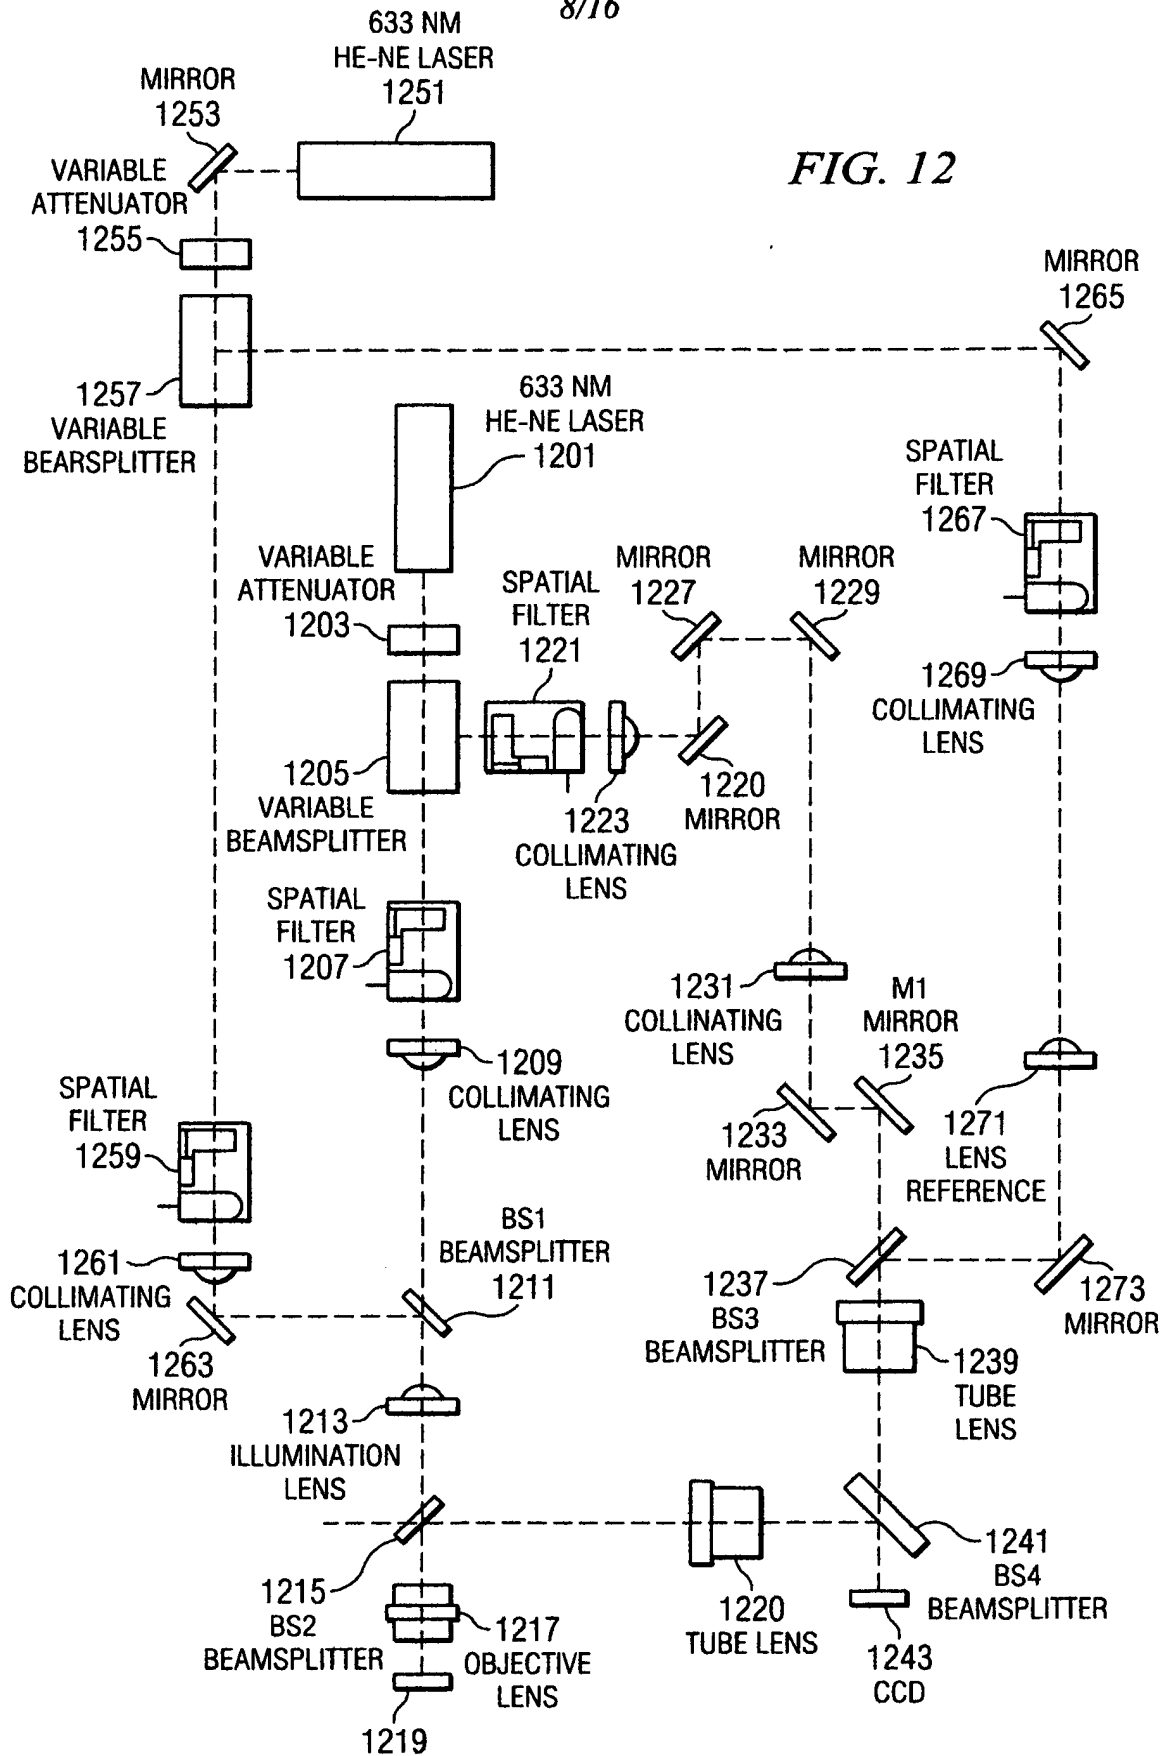 8/16
633 NM
HE-NE LASER
1251
MIRROR
1253
FIG. 12
VARIABLE
ATTENUATOR
1255
MIRROR
1265
1257
VARIABLE
BEARSPLITTER
633 NM
HE-NE LASER
1201
SPATIAL
FILTER
1267
VARIABLE
ATTENUATOR
1203
SPATIAL
FILTER
1221
MIRROR
1227
MIRROR
1229
1269
COLLIMATING
LENS
1205
VARIABLE
BEAMSPLITTER
1223
COLLIMATING
LENS
1220
MIRROR
SPATIAL
FILTER
1207
1231
COLLINATING
LENS
M1
MIRROR
1235
1209
COLLIMATING
LENS
SPATIAL
FILTER
1259
1233
MIRROR
1271
LENS
REFERENCE
BS1
BEAMSPLITTER
1211
1261
COLLIMATING
LENS
1237
BS3
BEAMSPLITTER
1273
MIRROR
1263
MIRROR
1239
TUBE
LENS
1213
ILLUMINATION
LENS
1215
BS2
BEAMSPLITTER
1217
OBJECTIVE
LENS
1220
TUBE LENS
1241
BS4
BEAMSPLITTER
1243
CCD
1219